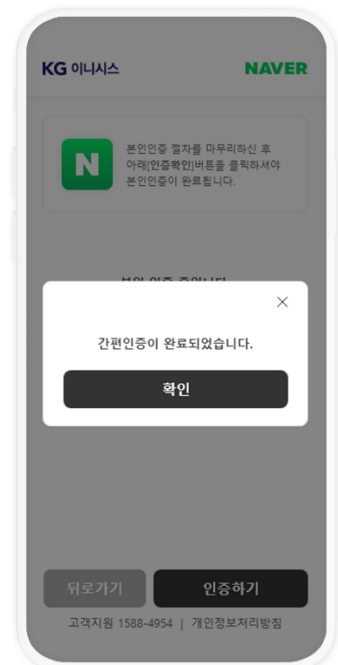 KG 이니시스
NAVER
N
본인인증 절차를 마무리하신 후
아래[인증확인]버튼을 클릭하셔야
본인인증이 완료됩니다.
간편인증이 완료되었습니다.
확인
뒤로가기
인증하기
고객지원 1588-4954 | 개인정보처리방침